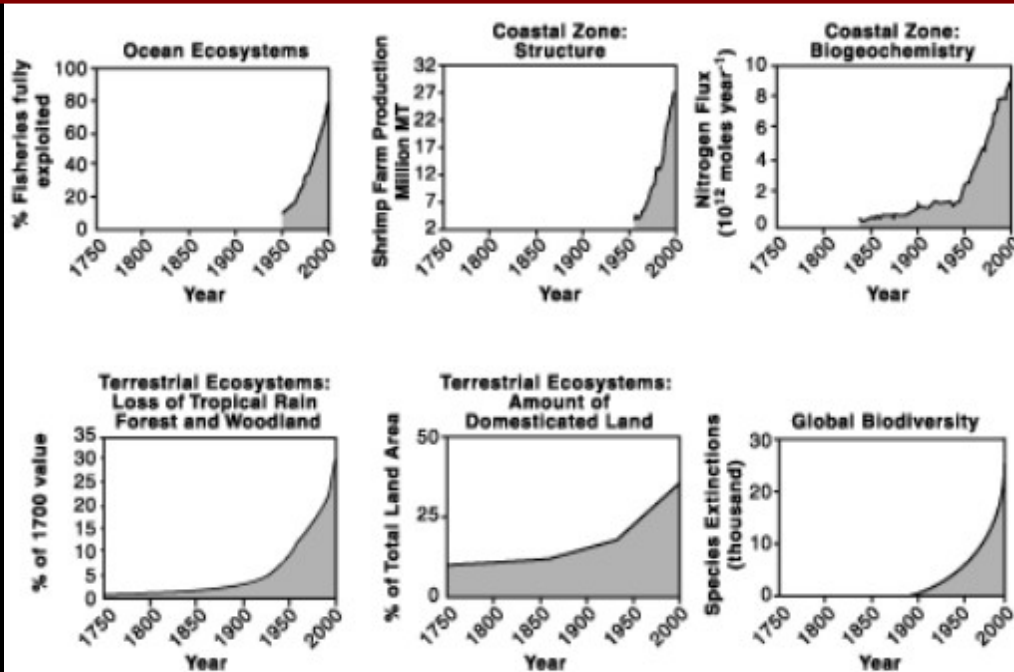 Ocean Ecosystems
% Fisheries fully
exploited
100
80
60
40
20
0
1750
1800
1850
1900
1950
2000
Year
Coastal Zone:
Structure
Shrimp Farm Production
Million MT
32
27
22
17
12
7
2
1750
1800
1850
1900
1950
2000
Year
Coastal Zone:
Biogeochemistry
Nitrogen Flux
(10¹² moles year⁻¹)
10
8
6
4
2
0
1750
1800
1850
1900
1950
2000
Year
Terrestrial Ecosystems:
Loss of Tropical Rain
Forest and Woodland
% of 1700 value
35
30
25
20
15
10
5
0
1750
1800
1850
1900
1950
2000
Year
Terrestrial Ecosystems:
Amount of
Domesticated Land
% of Total Land Area
50
25
0
1750
1800
1850
1900
1950
2000
Year
Global Biodiversity
Species Extinctions
(thousand)
30
20
10
0
1750
1800
1850
1900
1950
2000
Year